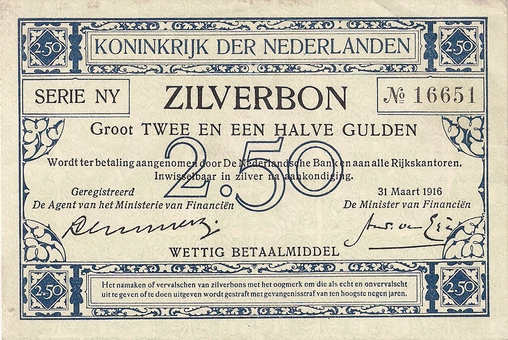 2.50 KONINKRIJK DER NEDERLANDEN 2.50
SERIE NY ZILVERBON № 16651
Groot TWEE EN EEN HALVE GULDEN
Wordt ter betaling aangenomen door De Nederlandsche Bank en aan alle Rijkskantoren.
Inwisselbaar in zilver na aankondiging.
2.50
Geregistreerd 31 Maart 1916
De Agent van het Ministerie van Financiën De Minister van Financiën
WETTIG BETAALMIDDEL
2.50 Het namaken of vervalschen van zilverbons met het oogmerk om die als echt en onvervalscht 2.50
uit te geven of te doen uitgeven wordt gestraft met gevangenisstraf van ten hoogste negen jaren.